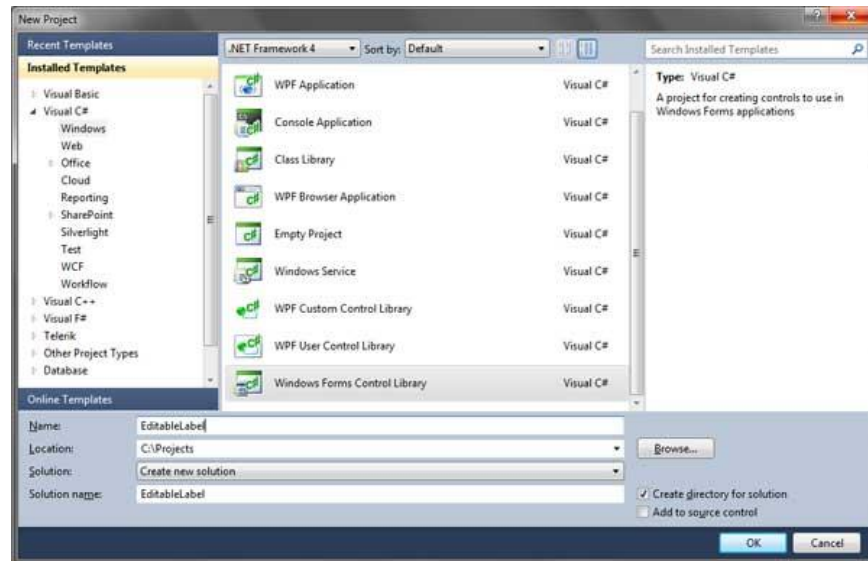 New Project
Recent Templates
Installed Templates
Visual Basic
Visual C#
Windows
Web
Office
Cloud
Reporting
SharePoint
Silverlight
Test
WCF
Workflow
Visual C++
Visual F#
Telerik
Other Project Types
Database
Online Templates
.NET Framework 4 Sort by: Default
WPF Application Visual C#
Console Application Visual C#
Class Library Visual C#
WPF Browser Application Visual C#
Empty Project Visual C#
Windows Service Visual C#
WPF Custom Control Library Visual C#
WPF User Control Library Visual C#
Windows Forms Control Library Visual C#
Search Installed Templates
Type: Visual C#
A project for creating controls to use in
Windows Forms applications
Name: EditableLabel
Location: C:\Projects Browse...
Solution: Create new solution
Solution name: EditableLabel
Create directory for solution
Add to source control
OK Cancel